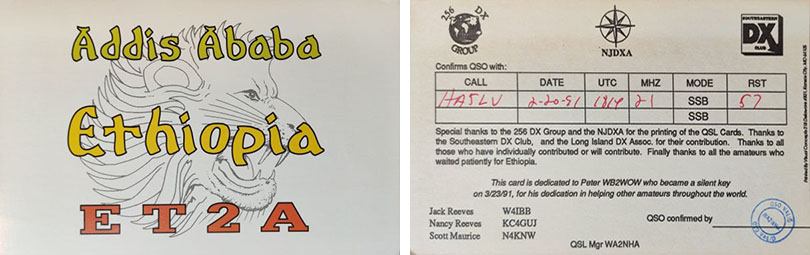 Addis Ababa
Ethiopia
ET2A
256 DX
GROUP
NJDXA
SOUTHEASTERN
DX
CLUB
Confirms QSO with:
CALL DATE UTC MHZ MODE RST
HA5LV 2-20-91 1814 21 SSB 57
SSB
Special thanks to the 256 DX Group and the NJDXA for the printing of the QSL Cards. Thanks to
the Southeastern DX Club, and the Long Island DX Assoc. for their contribution. Thanks to all
those who have individually contributed or will contribute. Finally thanks to all the amateurs who
waited patiently for Ethiopia.
This card is dedicated to Peter WB2WOW who became a silent key
on 3/23/91, for his dedication in helping other amateurs throughout the world.
Jack Reeves W4IBB
Nancy Reeves KC4GUJ
Scott Maurice N4KNW
QSO confirmed by
QSL Mgr WA2NHA